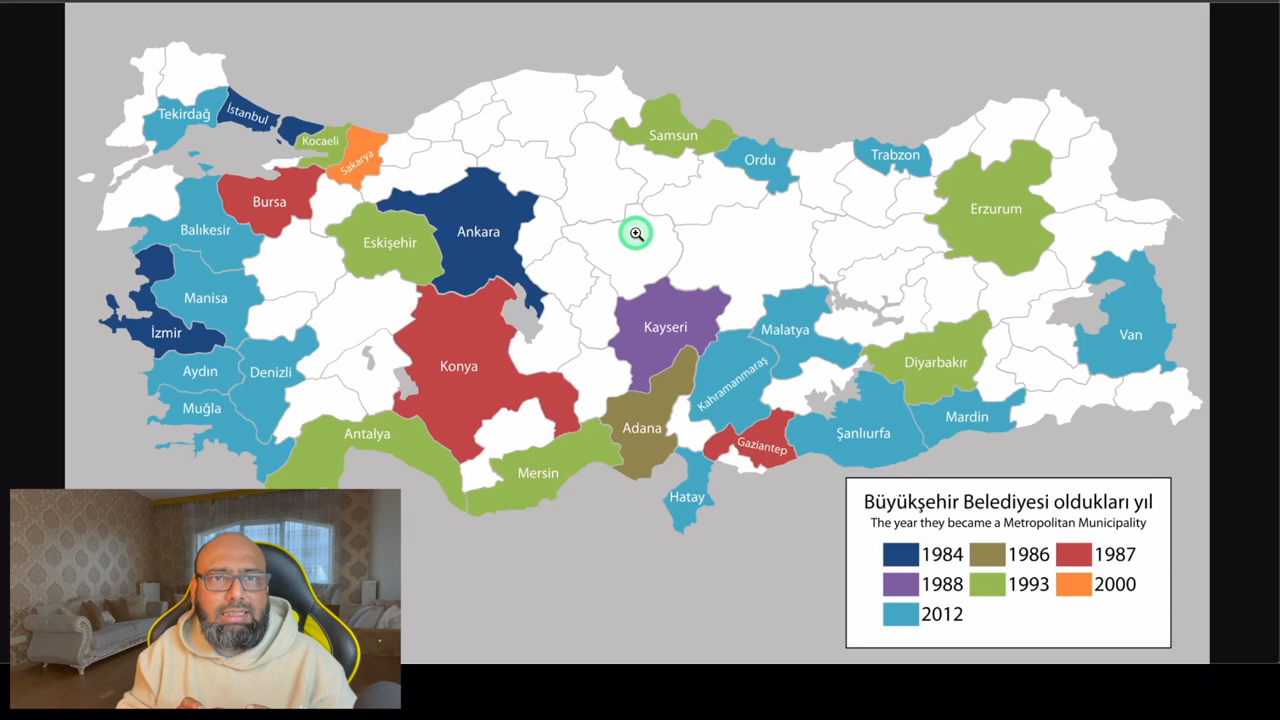 Tekirdağ
İstanbul
Kocaeli
Sakarya
Samsun
Ordu
Trabzon
Bursa
Erzurum
Balıkesir
Eskişehir
Ankara
Manisa
İzmir
Kayseri
Malatya
Van
Aydın
Denizli
Konya
Kahramanmaraş
Diyarbakır
Muğla
Antalya
Adana
Gaziantep
Şanlıurfa
Mardin
Mersin
Hatay
Büyükşehir Belediyesi oldukları yıl
The year they became a Metropolitan Municipality
1984 1986 1987
1988 1993 2000
2012